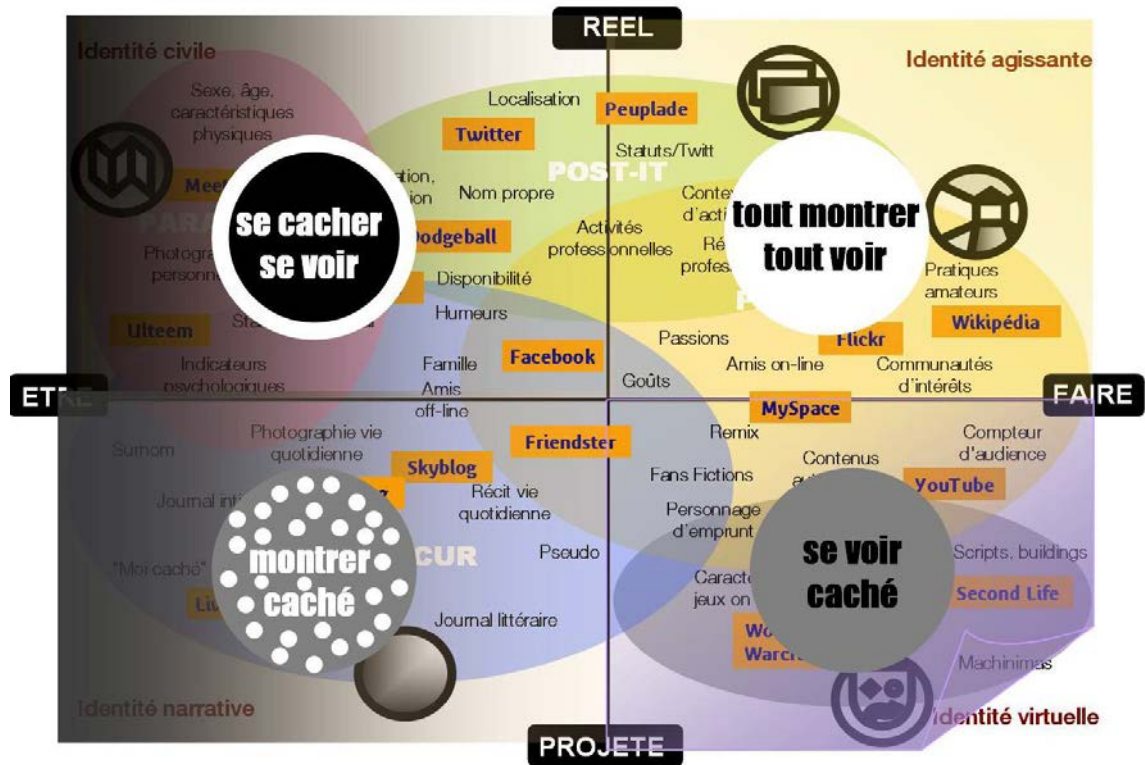 REEL
Identité civile
Identité agissante
Sexe, âge,
caractéristiques
physiques
Localisation
Peuplade
Twitter
Statuts/Twitt
POST-IT
Nom propre
se cacher
se voir
tout montrer
tout voir
Activités
professionnelles
Disponibilité
Humeurs
Pratiques
amateurs
Wikipédia
Ulteem
Passions
Flickr
Famille
Facebook
Amis on-line
Communautés
d'intérêts
Indicateurs
psychologiques
Goûts
Amis
off-line
FAIRE
MySpace
Photographie vie
quotidienne
Friendster
Remix
Compteur
d'audience
Surnom
Skyblog
Fans Fictions
Contenus
YouTube
Récit vie
quotidienne
Personnage
d'emprunt
Pseudo
montrer
caché
se voir
caché
Scripts, buildings
"Moi caché"
Second Life
Journal littéraire
Machinimas
Identité narrative
Identité virtuelle
PROJETE